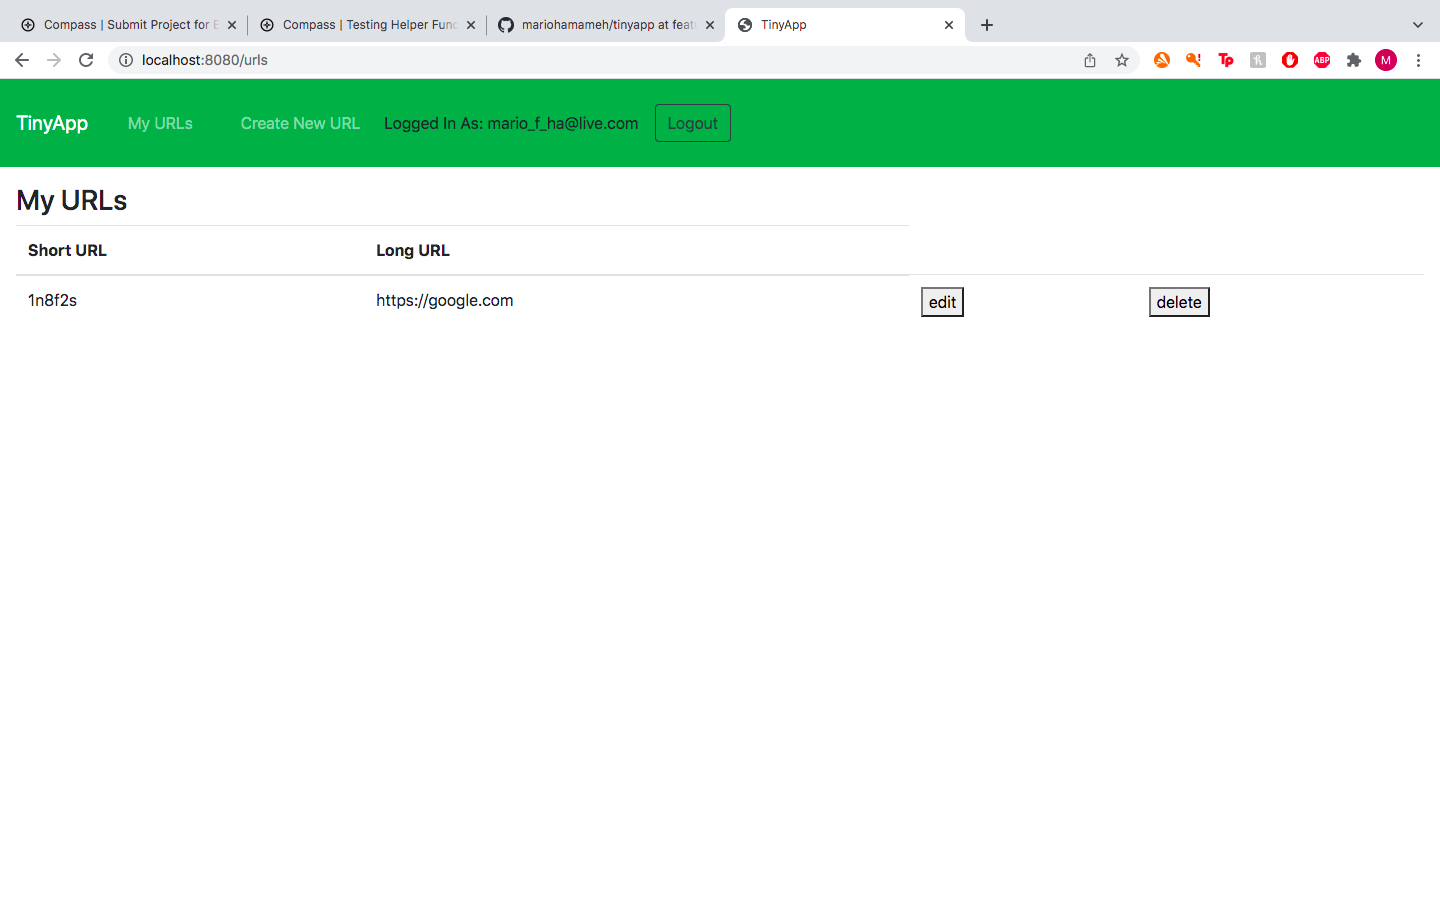 Compass | Submit Project for E
Compass | Testing Helper Func
mariohamameh/tinyapp at feat
TinyApp
localhost:8080/urls
Tp
ABP
M
TinyApp My URLs Create New URL Logged In As: mario_f_ha@live.com Logout
My URLs
Short URL Long URL
1n8f2s https://google.com edit delete